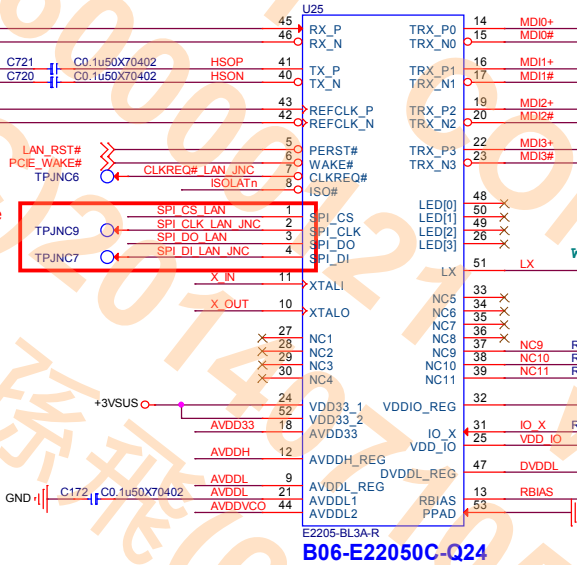 U25
45 RX_P TRX_P0 14 MDI0+
46 RX_N TRX_N0 15 MDI0#
C721 C0.1u50X70402 HSOP 41 TX_P TRX_P1 16 MDI1+
C720 C0.1u50X70402 HSON 40 TX_N TRX_N1 17 MDI1#
43 REFCLK_P TRX_P2 19 MDI2+
42 REFCLK_N TRX_N2 20 MDI2#
LAN_RST# 5 PERST# TRX_P3 22 MDI3+
PCIE_WAKE# 6 WAKE# TRX_N3 23 MDI3#
TPJNC6 CLKREQ#_LAN_JNC 7 CLKREQ#
ISOLATn 8 ISO#
LED[0] 48
SPI_CS_LAN 1 SPI_CS LED[1] 50
TPJNC9 SPI_CLK_LAN_JNC 2 SPI_CLK LED[2] 49
SPI_DO_LAN 3 SPI_DO LED[3] 26
TPJNC7 SPI_DI_LAN_JNC 4 SPI_DI
LX 51 LX
X_IN 11 XTALI
NC5 33
X_OUT 10 XTALO NC6 34
NC7 35
27 NC1 NC8 36
28 NC2 NC9 37 NC9
29 NC3 NC10 38 NC10
30 NC4 NC11 39 NC11
+3VSUS 24 VDD33_1 VDDIO_REG 32
52 VDD33_2
AVDD33 18 AVDD33 IO_X 31 IO_X
VDD_IO 25 VDD_IO
AVDDH 12 AVDDH_REG
DVDDL_REG 47 DVDDL
AVDDL 9 AVDDL_REG
GND C172 C0.1u50X70402 AVDDL 21 AVDDL1 RBIAS 13 RBIAS
AVDDVCO 44 AVDDL2 PPAD 53
E2205-BL3A-R
B06-E22050C-Q24